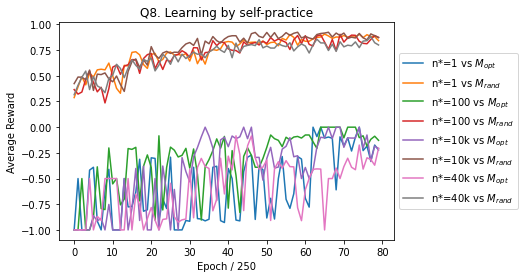 Q8. Learning by self-practice
Average Reward
1.00
0.75
0.50
0.25
0.00
−0.25
−0.50
−0.75
−1.00
0 10 20 30 40 50 60 70 80
Epoch / 250
n*=1 vs M_opt
n*=1 vs M_rand
n*=100 vs M_opt
n*=100 vs M_rand
n*=10k vs M_opt
n*=10k vs M_rand
n*=40k vs M_opt
n*=40k vs M_rand